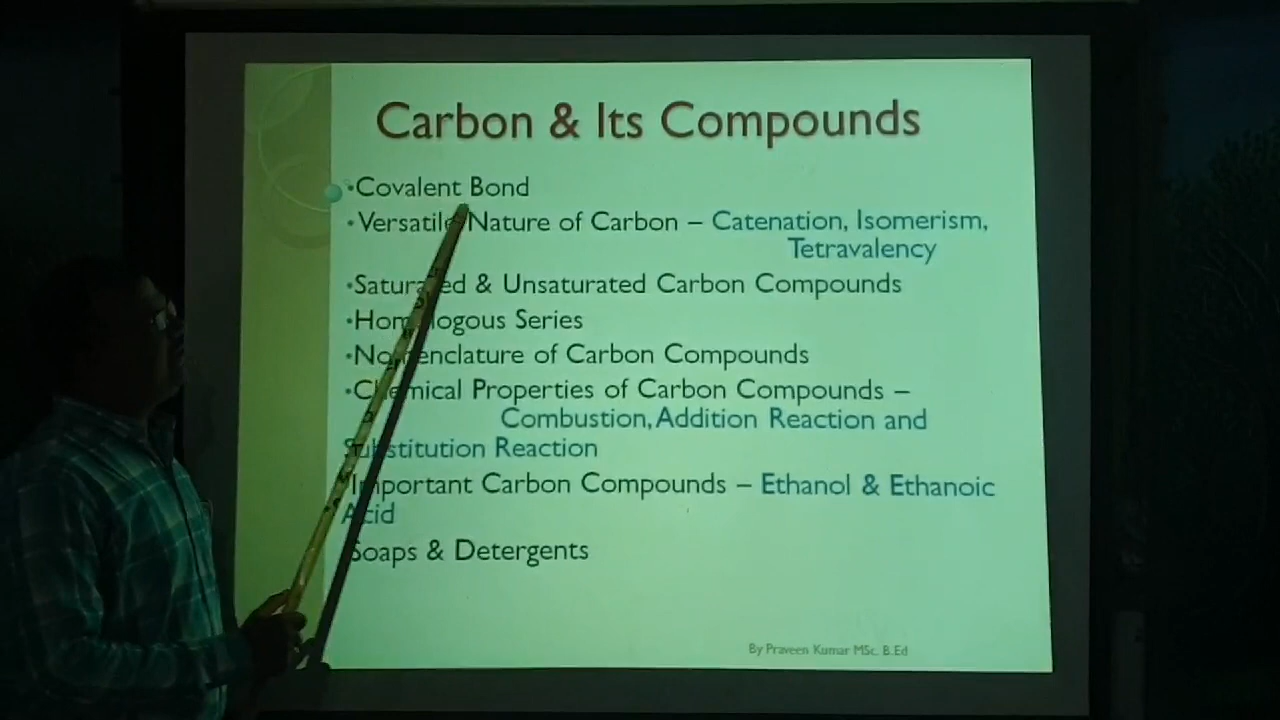 Carbon & Its Compounds
•Covalent Bond
•Versatile Nature of Carbon – Catenation, Isomerism,
Tetravalency
•Saturated & Unsaturated Carbon Compounds
•Homologous Series
•Nomenclature of Carbon Compounds
•Chemical Properties of Carbon Compounds –
Combustion, Addition Reaction and
Substitution Reaction
•Important Carbon Compounds – Ethanol & Ethanoic
Acid
•Soaps & Detergents
By Praveen Kumar MSc. B.Ed